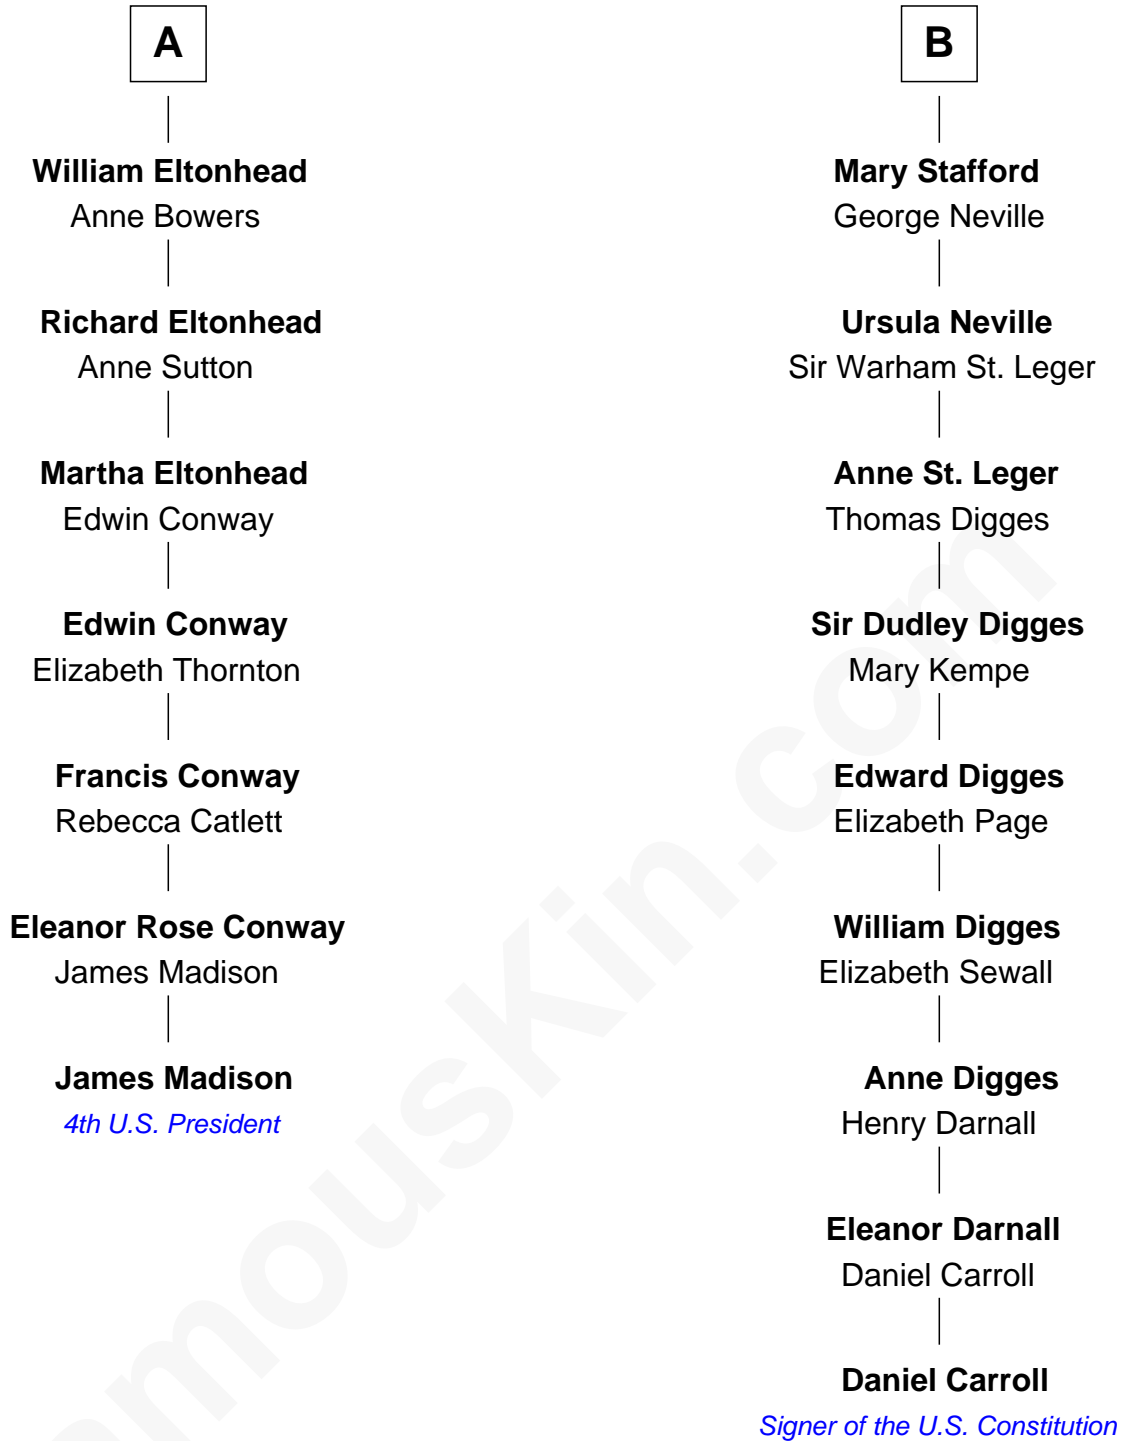 A
William Eltonhead
Anne Bowers
Richard Eltonhead
Anne Sutton
Martha Eltonhead
Edwin Conway
Edwin Conway
Elizabeth Thornton
Francis Conway
Rebecca Catlett
Eleanor Rose Conway
James Madison
James Madison
4th U.S. President
B
Mary Stafford
George Neville
Ursula Neville
Sir Warham St. Leger
Anne St. Leger
Thomas Digges
Sir Dudley Digges
Mary Kempe
Edward Digges
Elizabeth Page
William Digges
Elizabeth Sewall
Anne Digges
Henry Darnall
Eleanor Darnall
Daniel Carroll
Daniel Carroll
Signer of the U.S. Constitution
amouskin.com